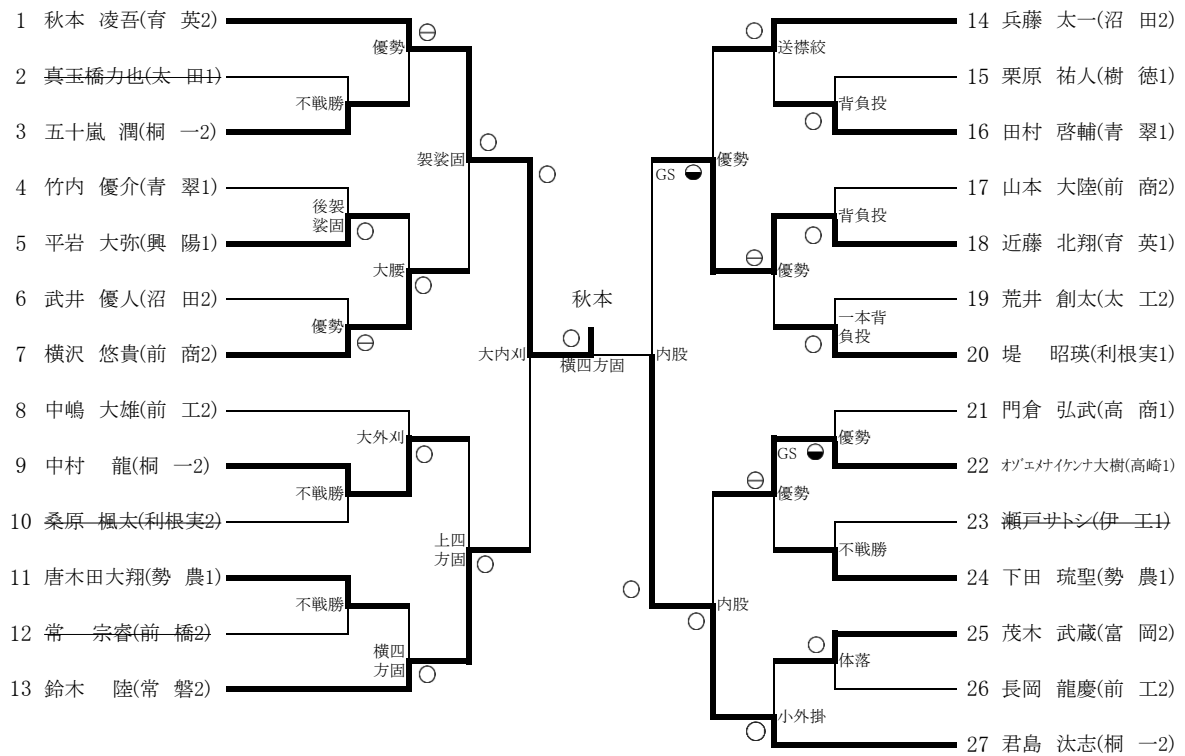 1 秋本 凌吾(育 英2)
2 真玉橋力也(太 田1)
3 五十嵐 潤(桐 一2)
4 竹内 優介(青 翠1)
5 平岩 大弥(興 陽1)
6 武井 優人(沼 田2)
7 横沢 悠貴(前 商2)
8 中嶋 大雄(前 工2)
9 中村 龍(桐 一2)
10 桑原 楓太(利根実2)
11 唐木田大翔(勢 農1)
12 常 宗睿(前 橋2)
13 鈴木 陸(常 磐2)
優勢
不戦勝
後袈
裟固
優勢
大外刈
不戦勝
不戦勝
横四
方固
袈裟固
大腰
上四
方固
大内刈
秋本
横四方固
内股
優勢
GS
内股
送襟絞
背負投
背負投
優勢
一本背
負投
優勢
GS
優勢
不戦勝
体落
小外掛
14 兵藤 太一(沼 田2)
15 栗原 祐人(樹 徳1)
16 田村 啓輔(青 翠1)
17 山本 大陸(前 商2)
18 近藤 北翔(育 英1)
19 荒井 創太(太 工2)
20 堤 昭瑛(利根実1)
21 門倉 弘武(高 商1)
22 オゾエメナイケンナ大樹(高崎1)
23 瀬戸サトシ(伊 工1)
24 下田 琉聖(勢 農1)
25 茂木 武蔵(富 岡2)
26 長岡 龍慶(前 工2)
27 君島 汰志(桐 一2)